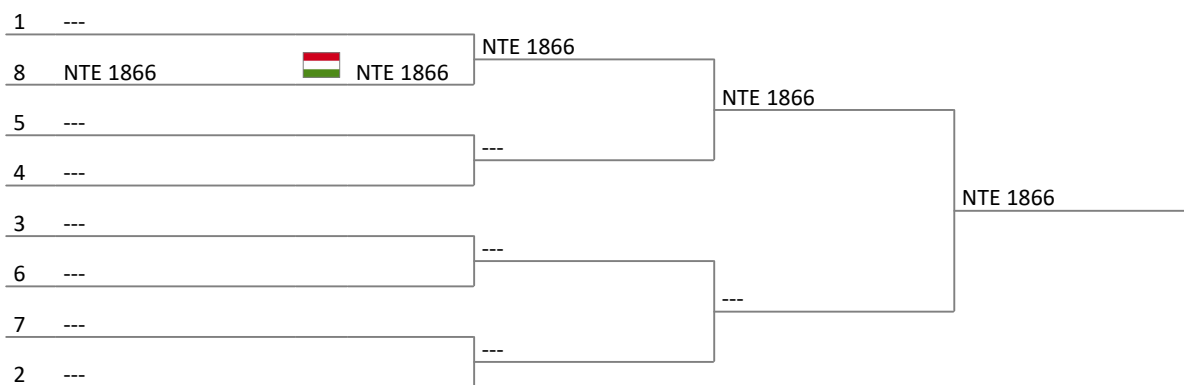 1 ---
NTE 1866
8 NTE 1866 NTE 1866
NTE 1866
5 ---
---
4 ---
NTE 1866
3 ---
---
6 ---
---
7 ---
---
2 ---